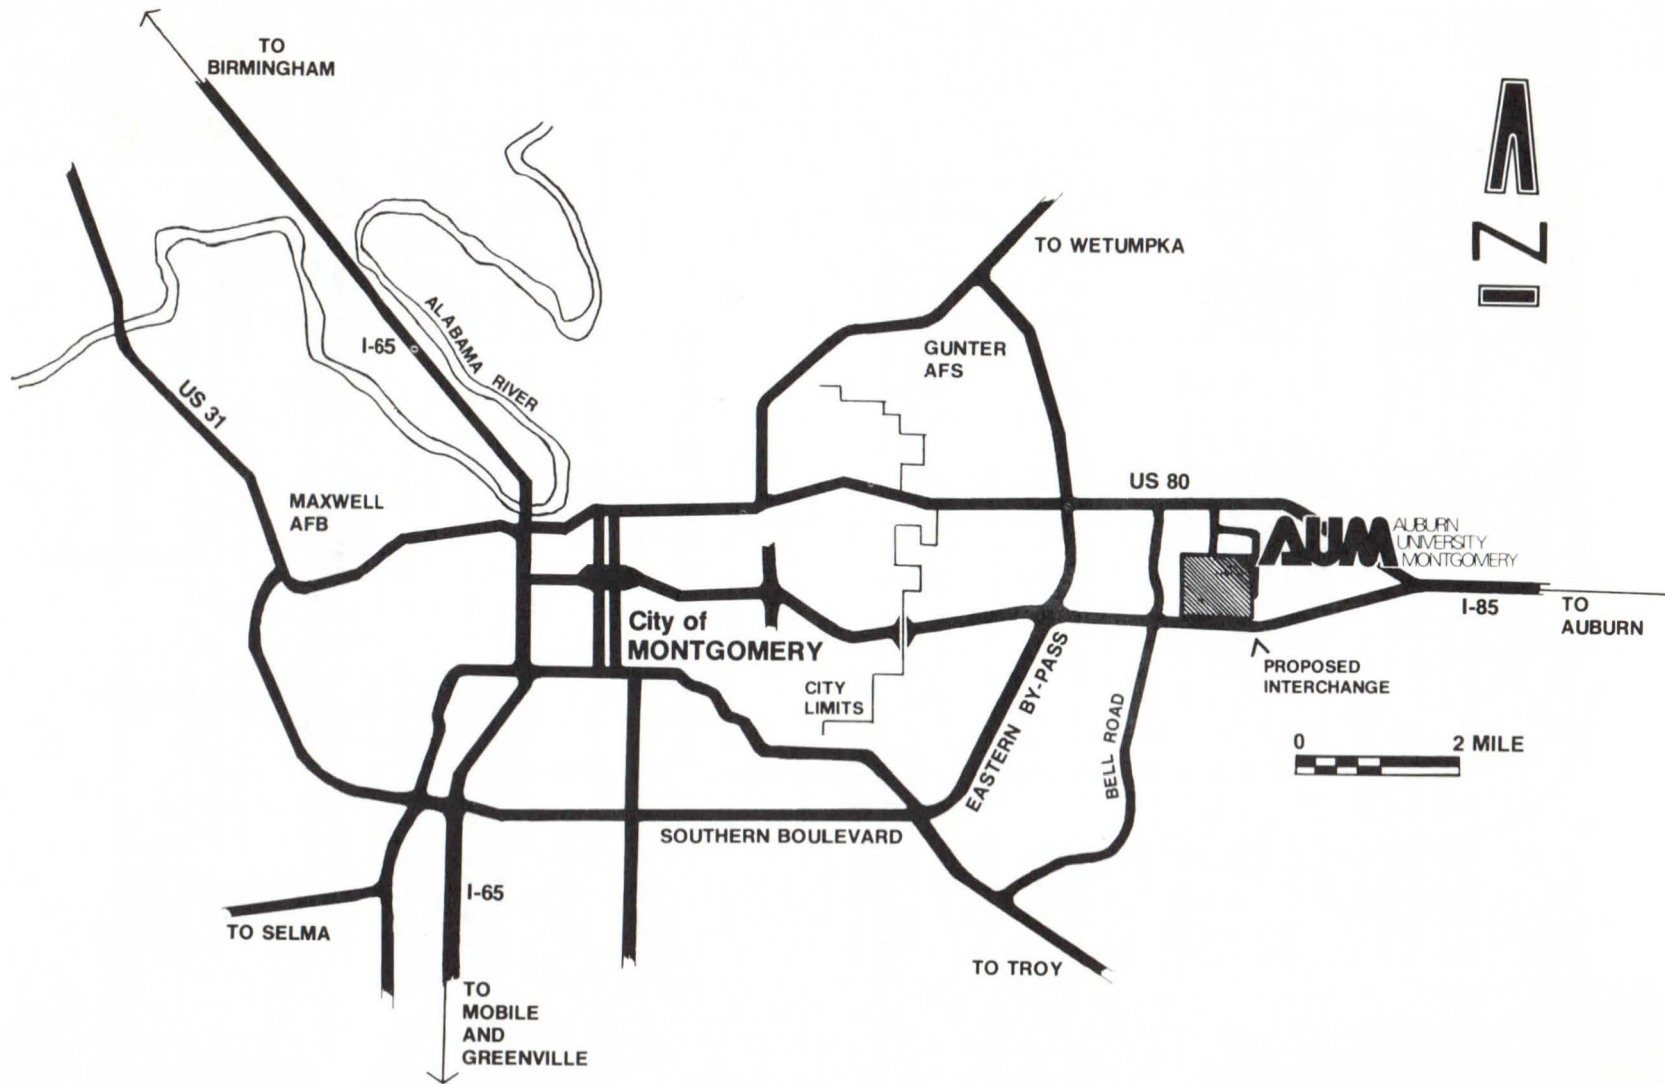 TO
BIRMINGHAM
N
TO WETUMPKA
ALABAMA RIVER
I-65
GUNTER
AFS
US 31
US 80
MAXWELL
AFB
AUM
AUBURN
UNIVERSITY
MONTGOMERY
I-85
TO
AUBURN
City of
MONTGOMERY
PROPOSED
INTERCHANGE
CITY
LIMITS
EASTERN BY-PASS
BELL ROAD
0 2 MILE
SOUTHERN BOULEVARD
I-65
TO SELMA
TO TROY
TO
MOBILE
AND
GREENVILLE